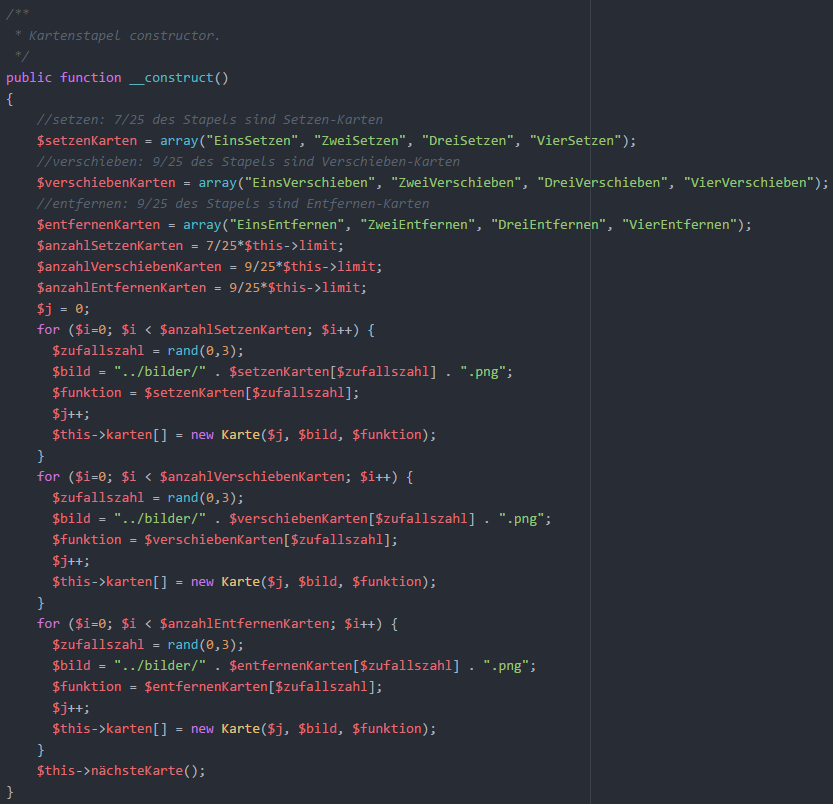 /**
 * Kartenstapel constructor.
 */
public function __construct()
{
    //setzen: 7/25 des Stapels sind Setzen-Karten
    $setzenKarten = array("EinsSetzen", "ZweiSetzen", "DreiSetzen", "VierSetzen");
    //verschieben: 9/25 des Stapels sind Verschieben-Karten
    $verschiebenKarten = array("EinsVerschieben", "ZweiVerschieben", "DreiVerschieben", "VierVerschieben");
    //entfernen: 9/25 des Stapels sind Entfernen-Karten
    $entfernenKarten = array("EinsEntfernen", "ZweiEntfernen", "DreiEntfernen", "VierEntfernen");
    $anzahlSetzenKarten = 7/25*$this->limit;
    $anzahlVerschiebenKarten = 9/25*$this->limit;
    $anzahlEntfernenKarten = 9/25*$this->limit;
    $j = 0;
    for ($i=0; $i < $anzahlSetzenKarten; $i++) {
      $zufallszahl = rand(0,3);
      $bild = "../bilder/" . $setzenKarten[$zufallszahl] . ".png";
      $funktion = $setzenKarten[$zufallszahl];
      $j++;
      $this->karten[] = new Karte($j, $bild, $funktion);
    }
    for ($i=0; $i < $anzahlVerschiebenKarten; $i++) {
      $zufallszahl = rand(0,3);
      $bild = "../bilder/" . $verschiebenKarten[$zufallszahl] . ".png";
      $funktion = $verschiebenKarten[$zufallszahl];
      $j++;
      $this->karten[] = new Karte($j, $bild, $funktion);
    }
    for ($i=0; $i < $anzahlEntfernenKarten; $i++) {
      $zufallszahl = rand(0,3);
      $bild = "../bilder/" . $entfernenKarten[$zufallszahl] . ".png";
      $funktion = $entfernenKarten[$zufallszahl];
      $j++;
      $this->karten[] = new Karte($j, $bild, $funktion);
    }
    $this->nächsteKarte();
}